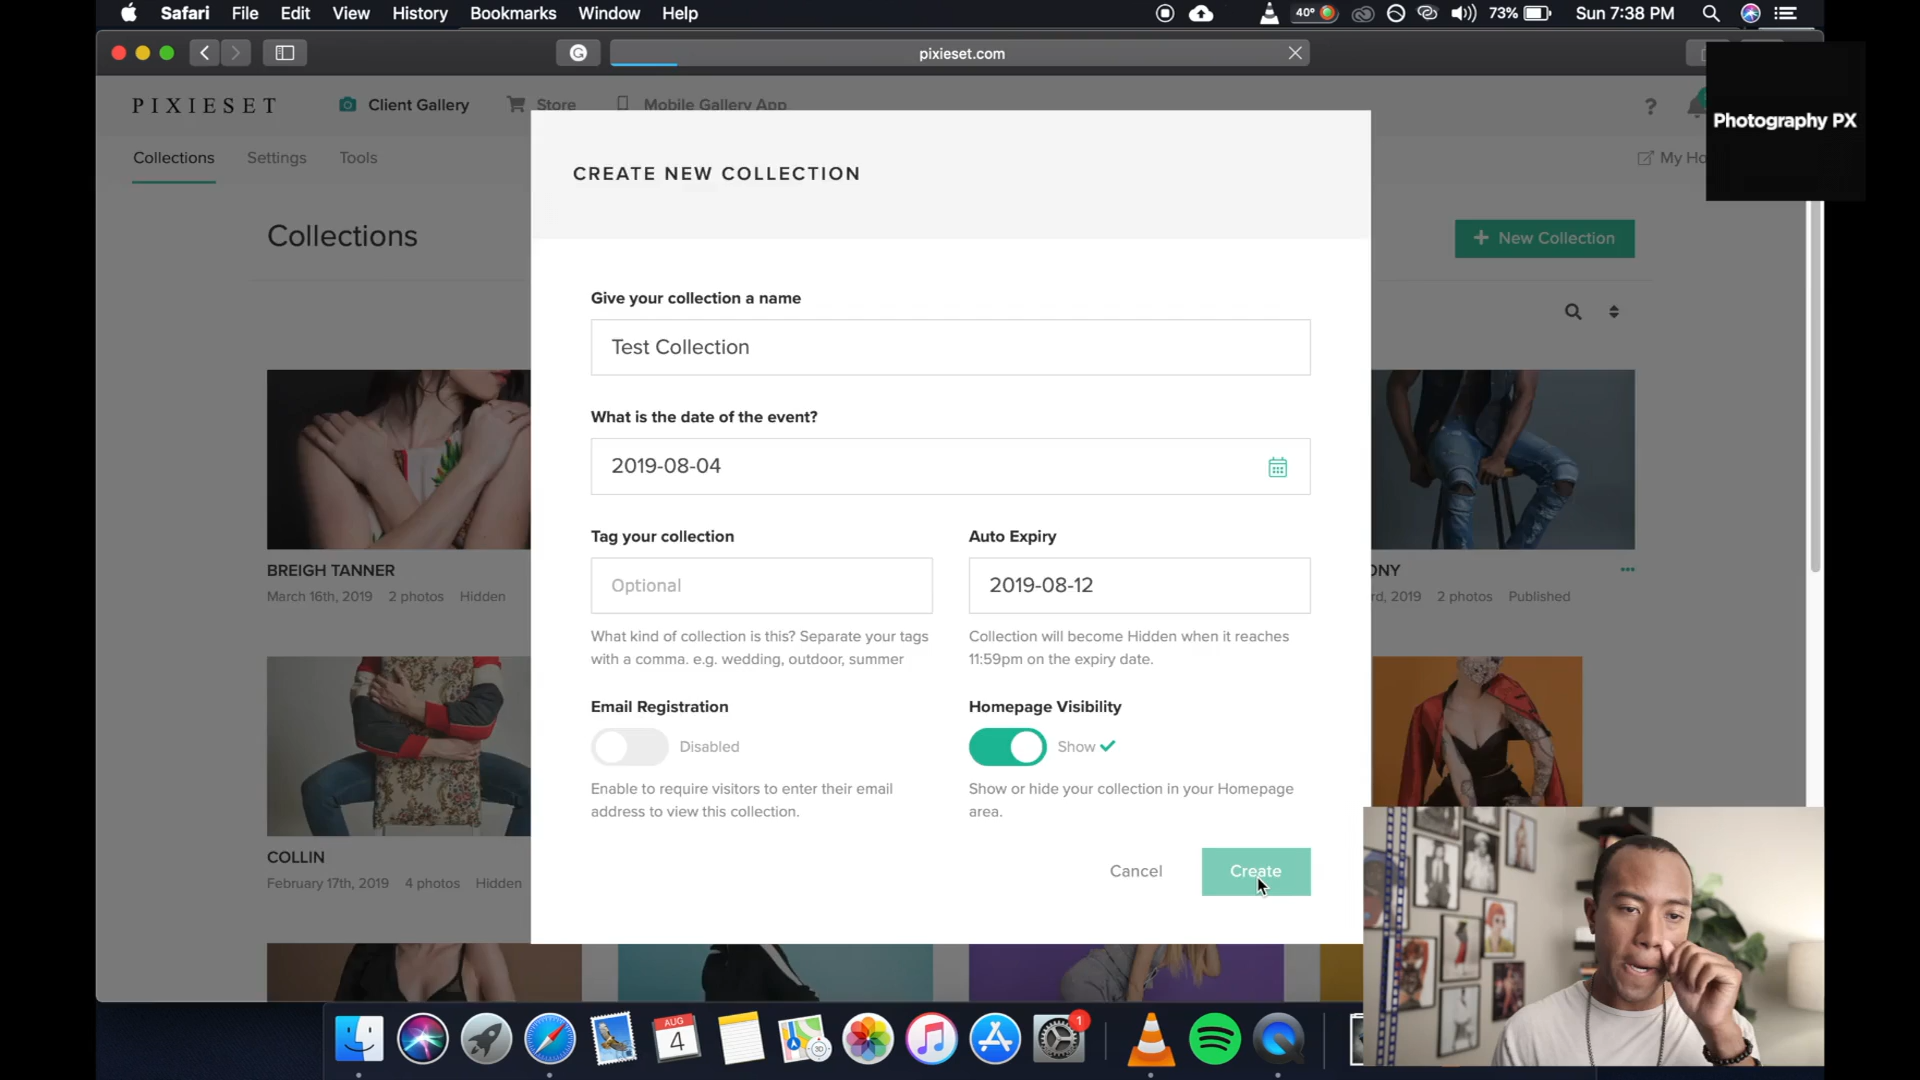 Safari File Edit View History Bookmarks Window Help 40° 73% Sun 7:38 PM
G pixieset.com
PIXIESET Client Gallery Store Mobile Gallery App ?
Photography PX
Collections Settings Tools My Ho
CREATE NEW COLLECTION
Collections
+ New Collection
Give your collection a name
Test Collection
What is the date of the event?
2019-08-04
Tag your collection
Optional
What kind of collection is this? Separate your tags
with a comma. e.g. wedding, outdoor, summer
Auto Expiry
2019-08-12
Collection will become Hidden when it reaches
11:59pm on the expiry date.
Email Registration
Disabled
Enable to require visitors to enter their email
address to view this collection.
Homepage Visibility
Show
Show or hide your collection in your Homepage
area.
Cancel Create
BREIGH TANNER
March 16th, 2019 2 photos Hidden
ONY
rd, 2019 2 photos Published
COLLIN
February 17th, 2019 4 photos Hidden
AUG
4
3D
1